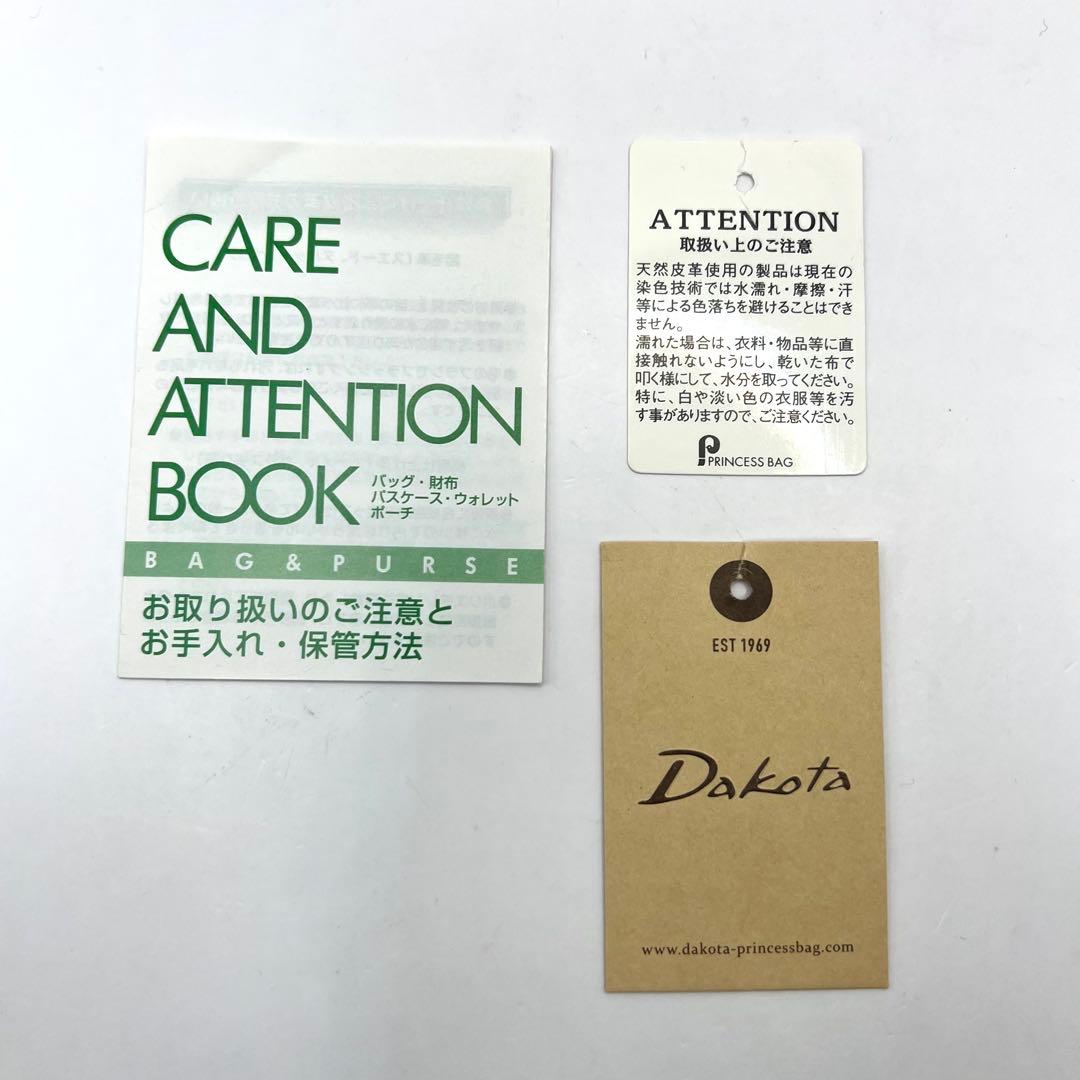 CARE
AND
ATTENTION
BOOK
バッグ・財布
パスケース・ウォレット
ポーチ
BAG & PURSE
お取り扱いのご注意と
お手入れ・保管方法
ATTENTION
取扱い上のご注意
天然皮革使用の製品は現在の
染色技術では水濡れ・摩擦・汗
等による色落ちを避けることはでき
ません。
濡れた場合は、衣料・物品等に直
接触れないようにし、乾いた布で
叩く様にして、水分を取ってください。
特に、白や淡い色の衣服等を汚
す事がありますので、ご注意ください。
PRINCESS BAG
EST 1969
Dakota
www.dakota-princessbag.com